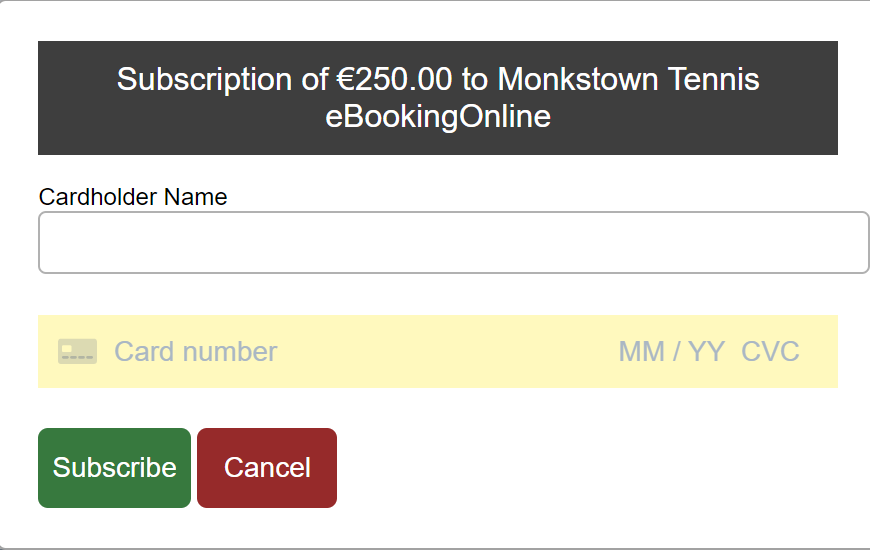 Subscription of €250.00 to Monkstown Tennis
eBookingOnline
Cardholder Name
Card number MM / YY CVC
Subscribe Cancel